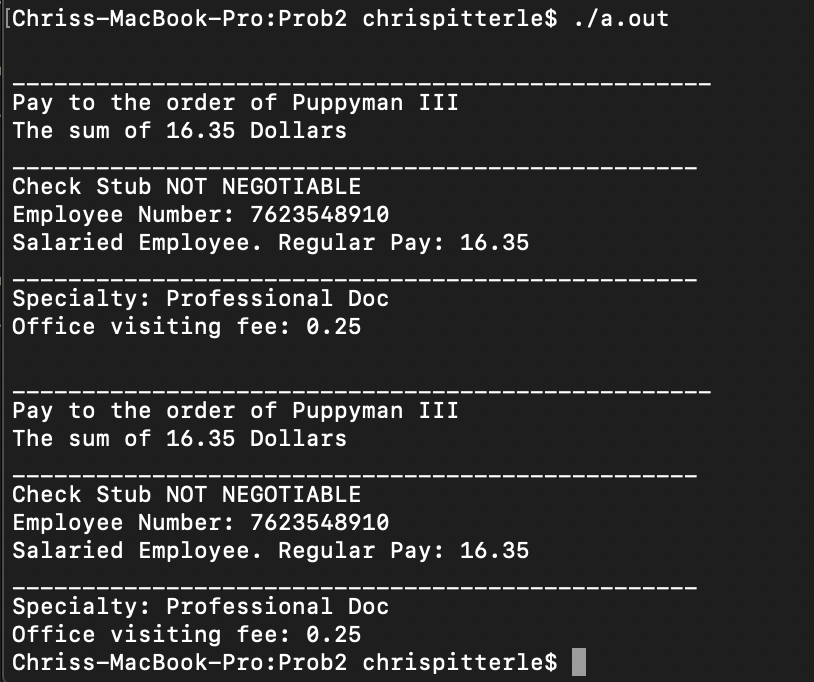 [Chriss-MacBook-Pro:Prob2 chrispitterle$ ./a.out
__________________________________________________
Pay to the order of Puppyman III
The sum of 16.35 Dollars
_________________________________________________
Check Stub NOT NEGOTIABLE
Employee Number: 7623548910
Salaried Employee. Regular Pay: 16.35
_________________________________________________
Specialty: Professional Doc
Office visiting fee: 0.25
__________________________________________________
Pay to the order of Puppyman III
The sum of 16.35 Dollars
_________________________________________________
Check Stub NOT NEGOTIABLE
Employee Number: 7623548910
Salaried Employee. Regular Pay: 16.35
_________________________________________________
Specialty: Professional Doc
Office visiting fee: 0.25
Chriss-MacBook-Pro:Prob2 chrispitterle$